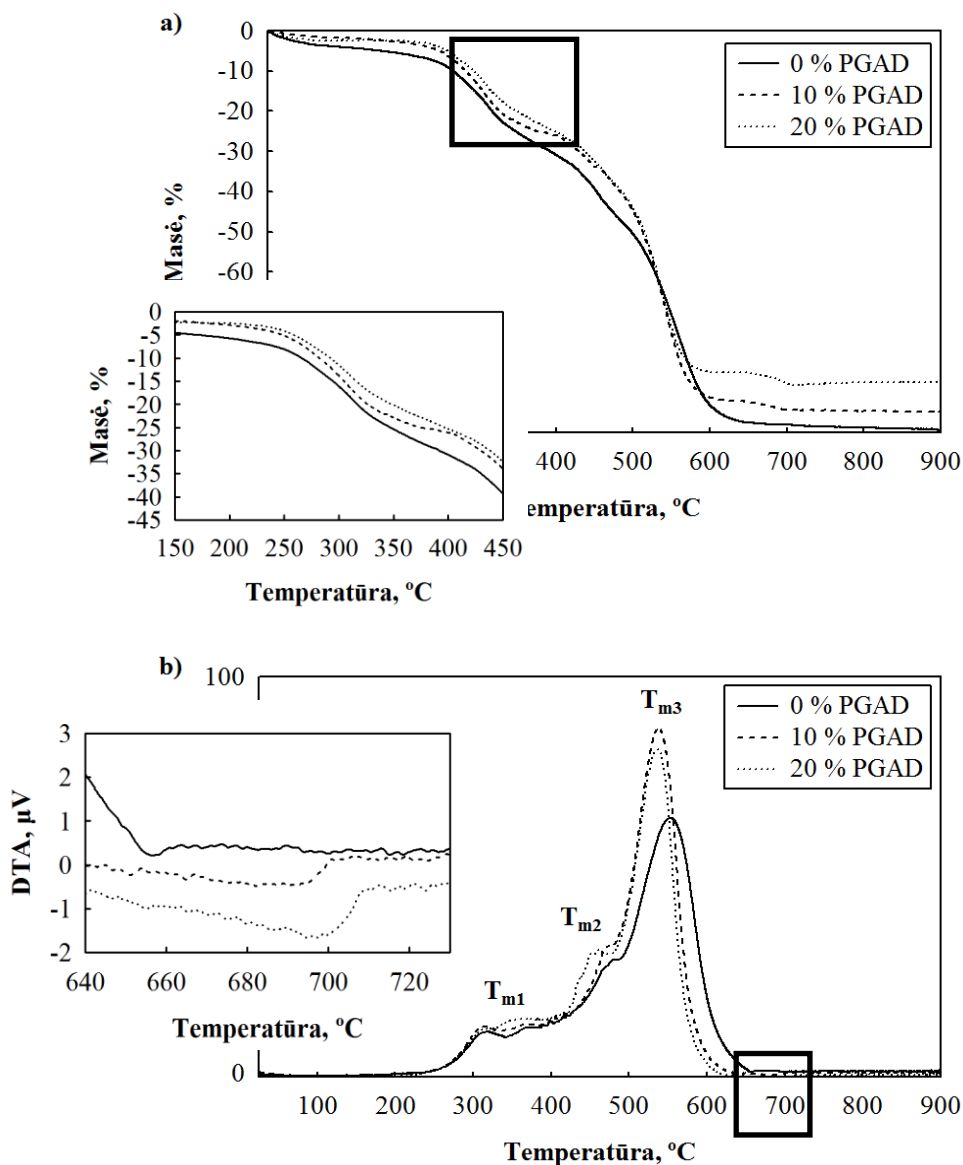 a)
0
-10
-20
-30
-40
-50
-60
Masė, %
0 % PGAD
10 % PGAD
20 % PGAD
400 500 600 700 800 900
emperatūra, ºC
0
-5
-10
-15
-20
-25
-30
-35
-40
-45
Masė, %
150 200 250 300 350 400 450
Temperatūra, ºC
b)
100
0
T m1
T m2
T m3
0 % PGAD
10 % PGAD
20 % PGAD
3
2
1
0
-1
-2
DTA, µV
640 660 680 700 720
Temperatūra, ºC
100 200 300 400 500 600 700 800 900
Temperatūra, ºC